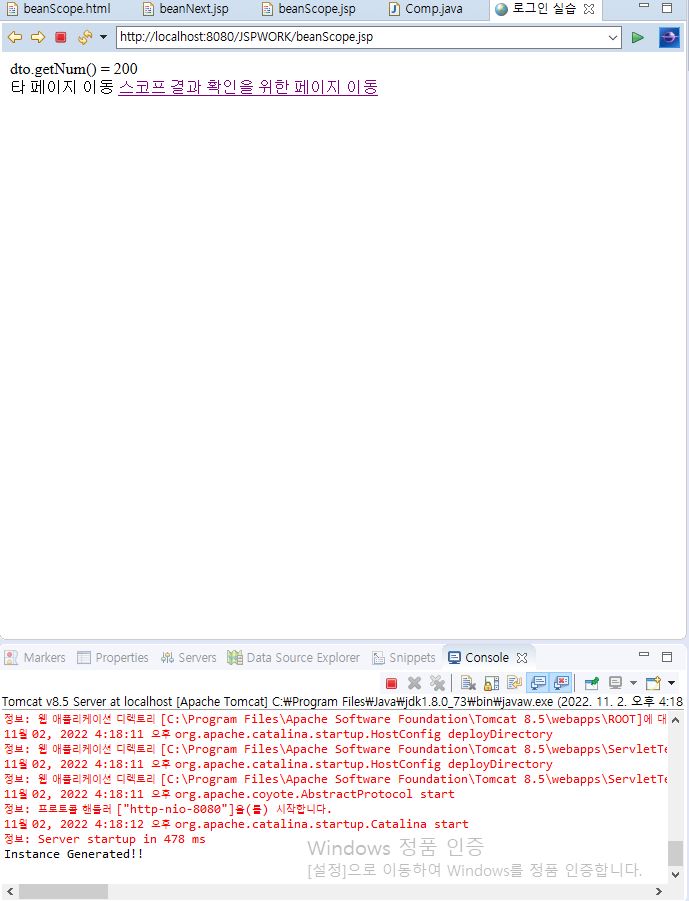 beanScope.html beanNext.jsp beanScope.jsp Comp.java 로그인 실습
http://localhost:8080/JSPWORK/beanScope.jsp
dto.getNum() = 200
타 페이지 이동 스코프 결과 확인을 위한 페이지 이동
Markers Properties Servers Data Source Explorer Snippets Console
Tomcat v8.5 Server at localhost [Apache Tomcat] C:₩Program Files₩Java₩jdk1.8.0_73₩bin₩javaw.exe (2022. 11. 2. 오후 4:18
정보: 웹 애플리케이션 디렉트리 [C:\Program Files\Apache Software Foundation\Tomcat 8.5\webapps\ROOT]에 대
11월 02, 2022 4:18:11 오후 org.apache.catalina.startup.HostConfig deployDirectory
정보: 웹 애플리케이션 디렉트리 [C:\Program Files\Apache Software Foundation\Tomcat 8.5\webapps\ServletTe
11월 02, 2022 4:18:11 오후 org.apache.catalina.startup.HostConfig deployDirectory
정보: 웹 애플리케이션 디렉트리 [C:\Program Files\Apache Software Foundation\Tomcat 8.5\webapps\ServletTe
11월 02, 2022 4:18:11 오후 org.apache.coyote.AbstractProtocol start
정보: 프로토콜 핸들러 ["http-nio-8080"]을(를) 시작합니다.
11월 02, 2022 4:18:12 오후 org.apache.catalina.startup.Catalina start
정보: Server startup in 478 ms
Instance Generated!!
Windows 정품 인증
[설정]으로 이동하여 Windows를 정품 인증합니다.